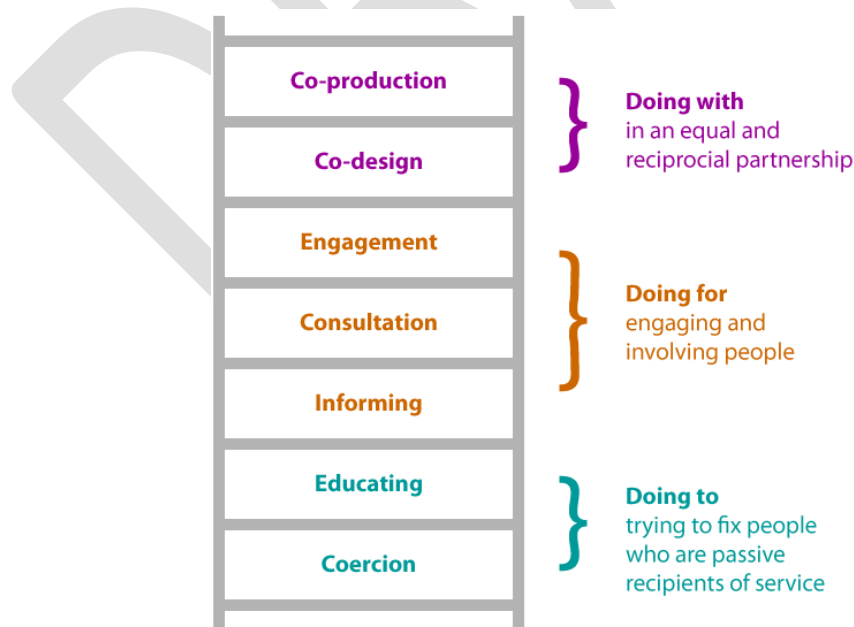 Co-production
Co-design
Doing with
in an equal and
reciprocial partnership
Engagement
Consultation
Informing
Doing for
engaging and
involving people
Educating
Coercion
Doing to
trying to fix people
who are passive
recipients of service